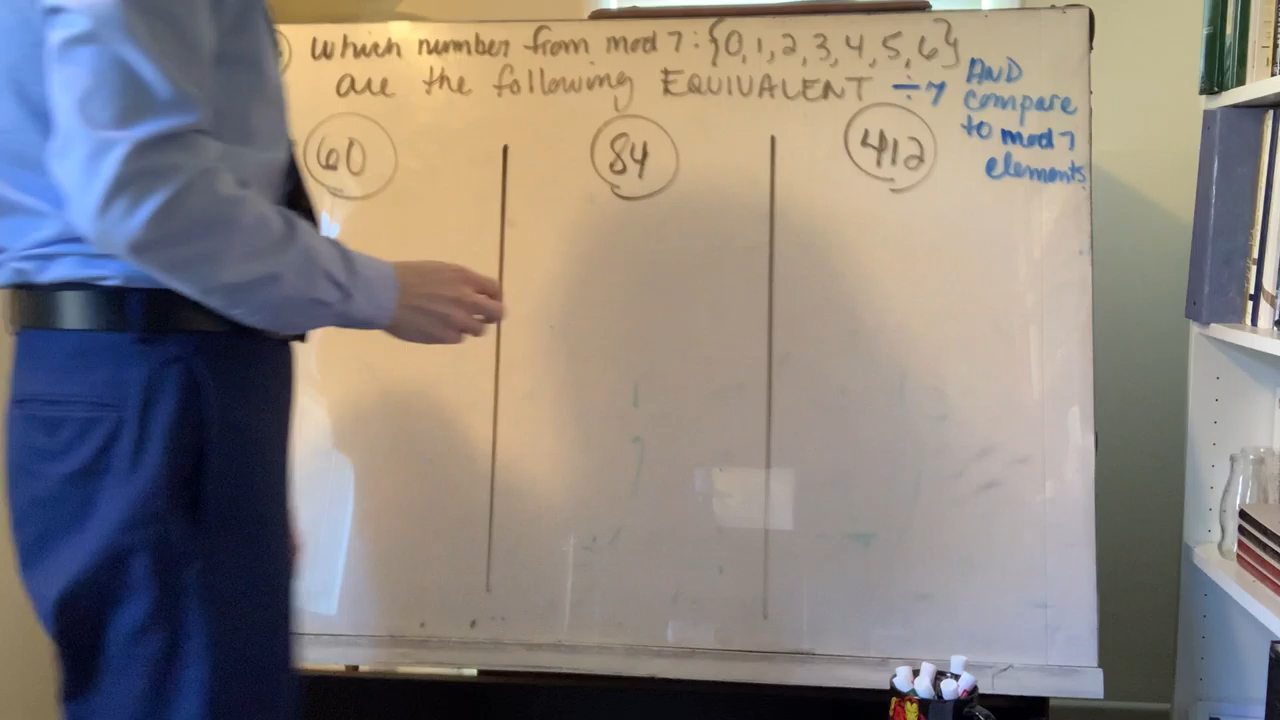 Which number from mod 7: {0, 1, 2, 3, 4, 5, 6}
are the following EQUIVALENT ÷7
AND
compare
to mod 7
elements
60
84
412